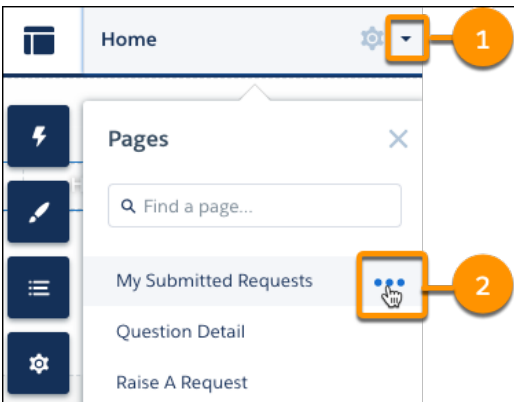 Home
1
Pages
Find a page...
My Submitted Requests
2
Question Detail
Raise A Request